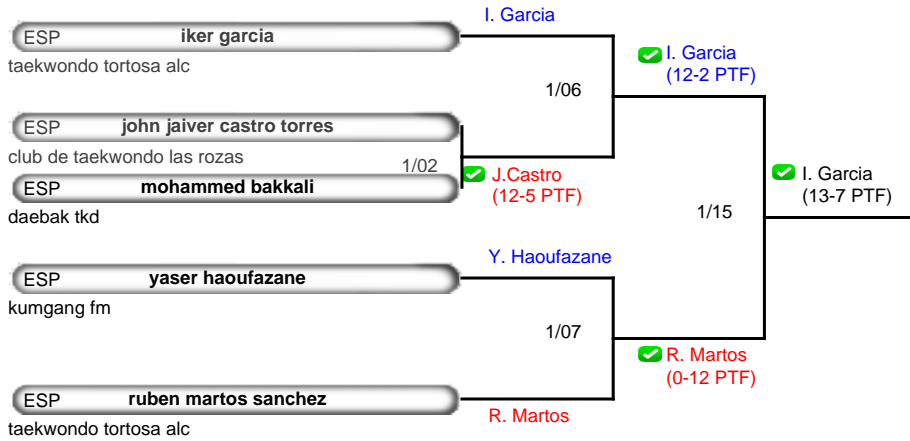 I. Garcia
ESP iker garcia
taekwondo tortosa alc
I. Garcia
(12-2 PTF)
1/06
ESP john jaiver castro torres
club de taekwondo las rozas
1/02
J.Castro
(12-5 PTF)
ESP mohammed bakkali
daebak tkd
I. Garcia
(13-7 PTF)
1/15
Y. Haoufazane
ESP yaser haoufazane
kumgang fm
1/07
R. Martos
(0-12 PTF)
ESP ruben martos sanchez
R. Martos
taekwondo tortosa alc